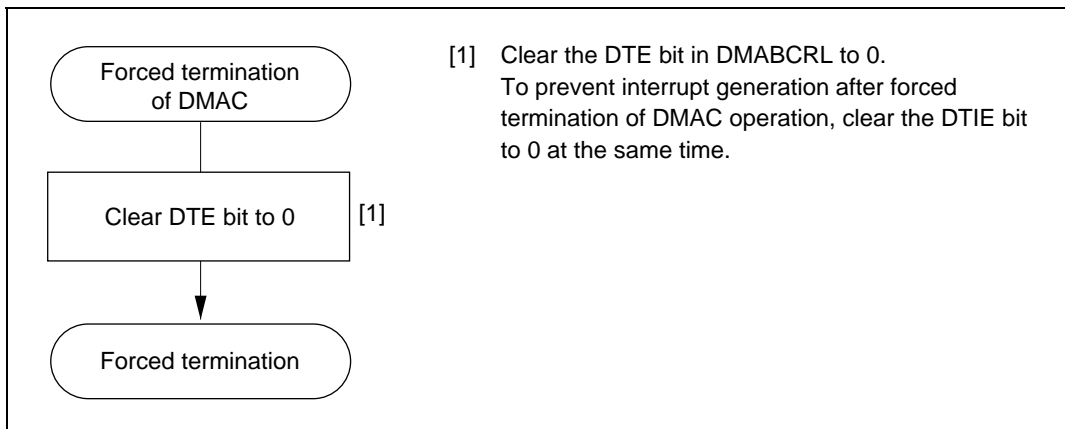 Forced termination
of DMAC
Clear DTE bit to 0
[1]
Forced termination
[1] Clear the DTE bit in DMABCRL to 0.
To prevent interrupt generation after forced
termination of DMAC operation, clear the DTIE bit
to 0 at the same time.